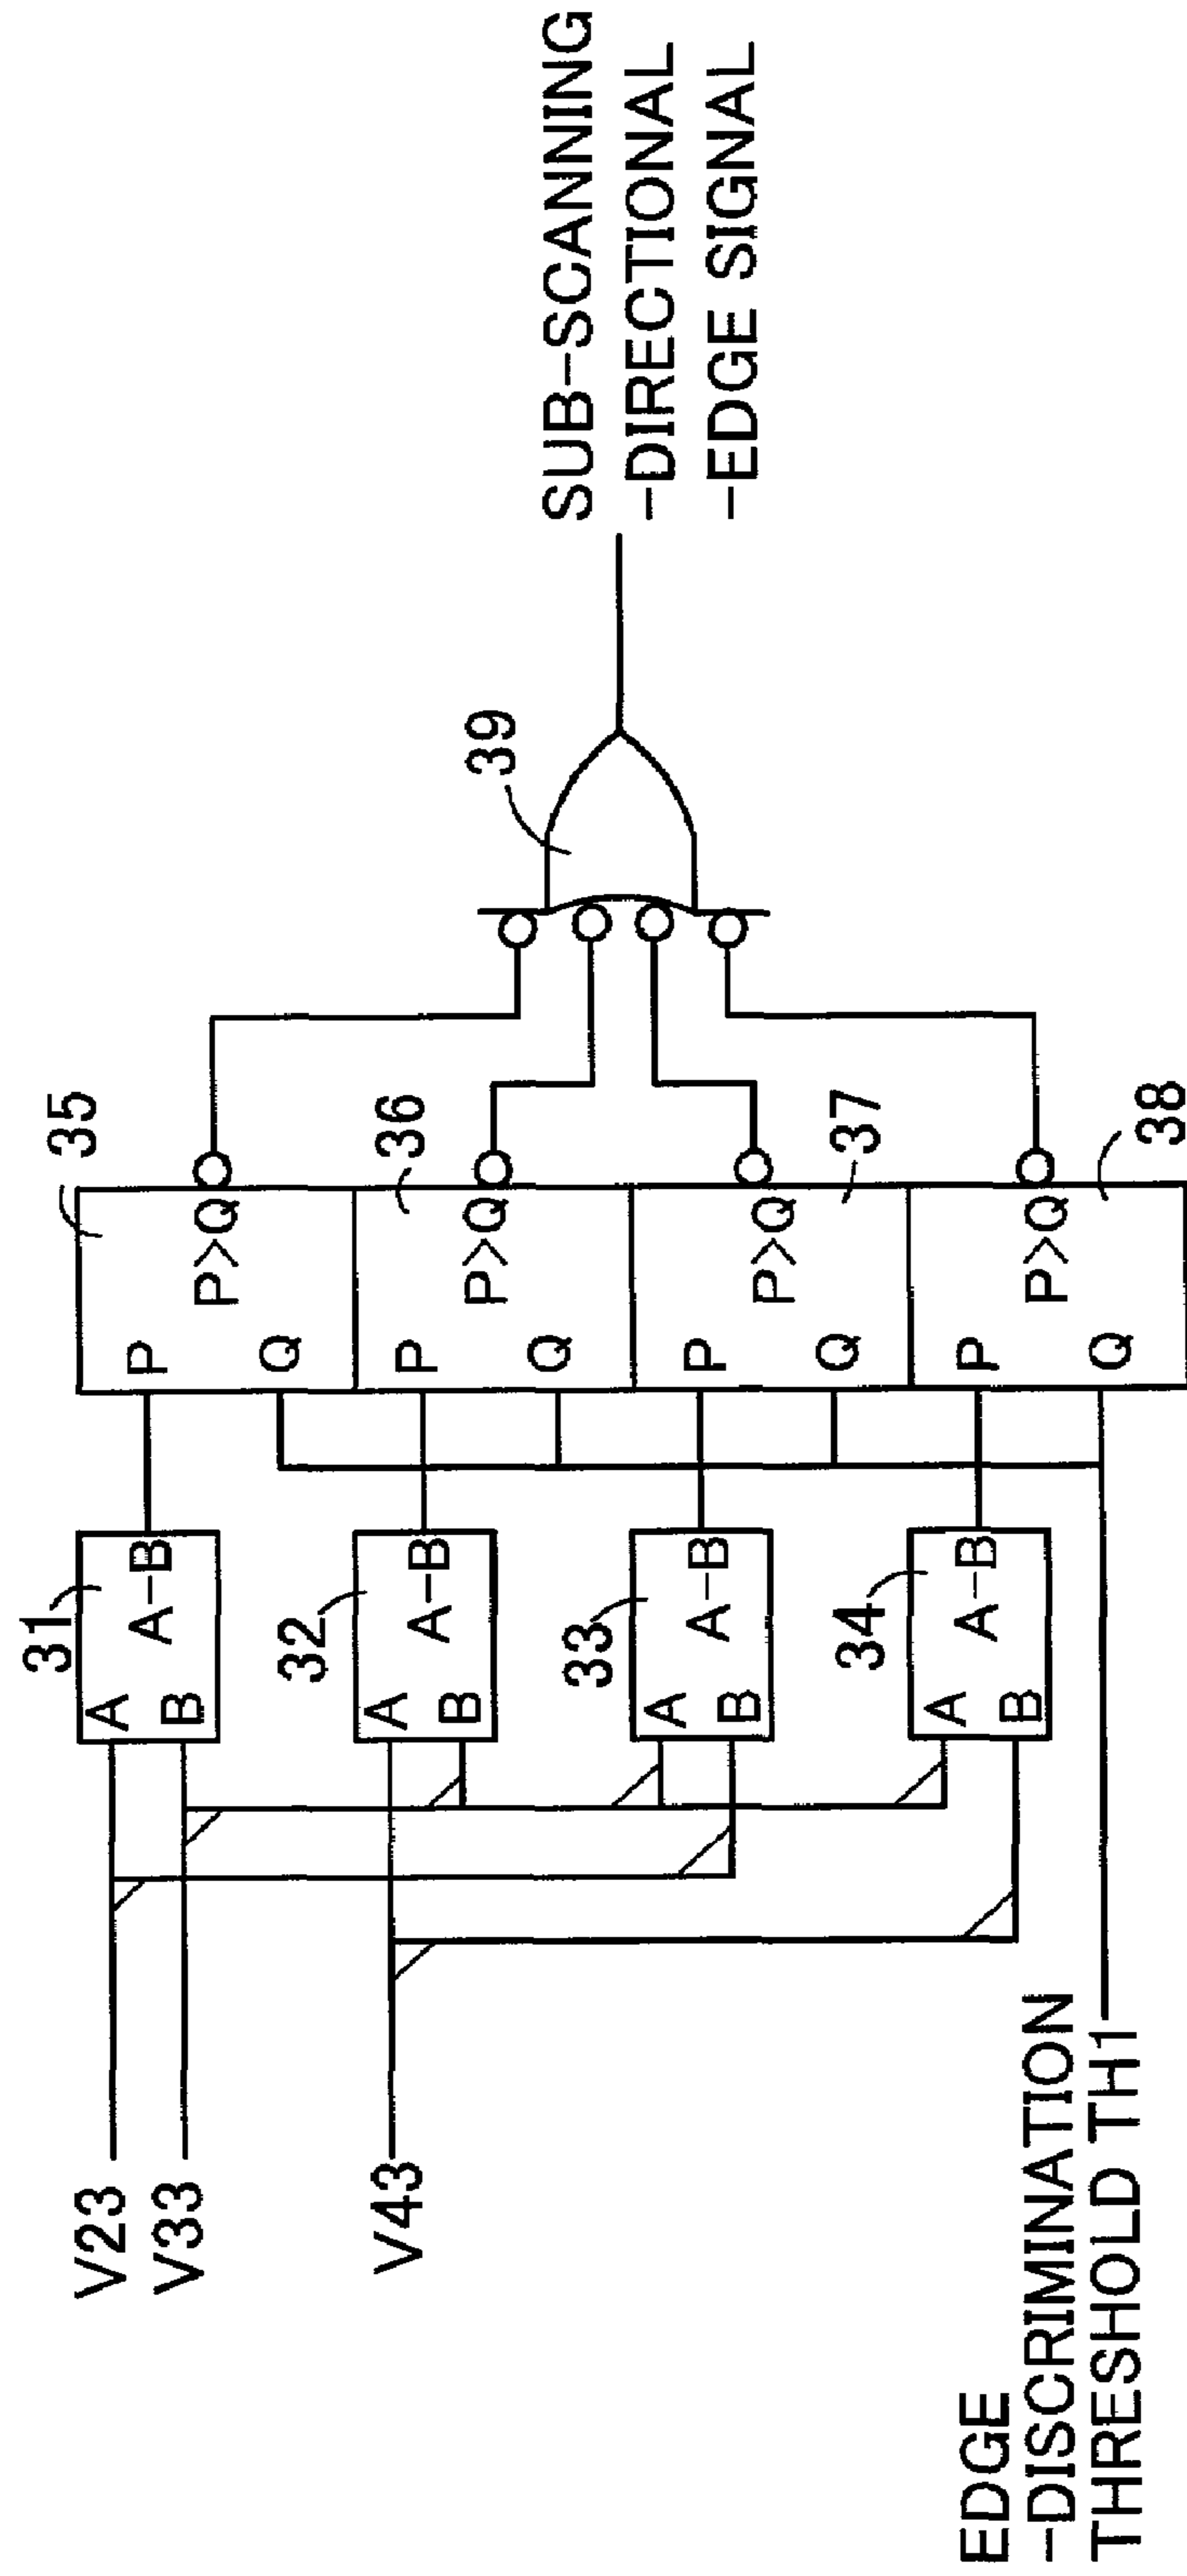 V23
V33
V43
EDGE
-DISCRIMINATION
THRESHOLD TH1
31
A
B
A-B
32
A
B
A-B
33
A
B
A-B
34
A
B
A-B
35
P
Q
P>Q
36
P
Q
P>Q
37
P
Q
P>Q
38
P
Q
P>Q
39
SUB-SCANNING
-DIRECTIONAL
-EDGE SIGNAL